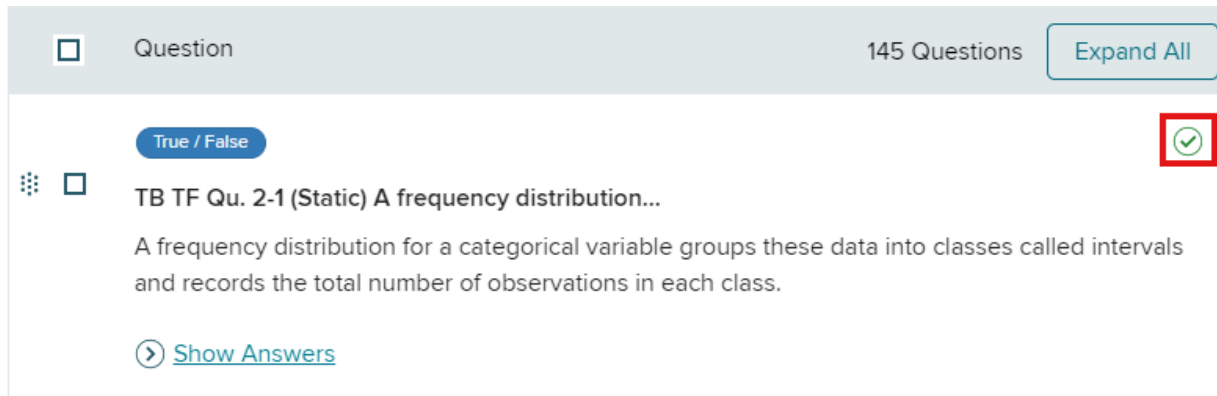 Question 145 Questions Expand All
True / False
TB TF Qu. 2-1 (Static) A frequency distribution...
A frequency distribution for a categorical variable groups these data into classes called intervals
and records the total number of observations in each class.
Show Answers